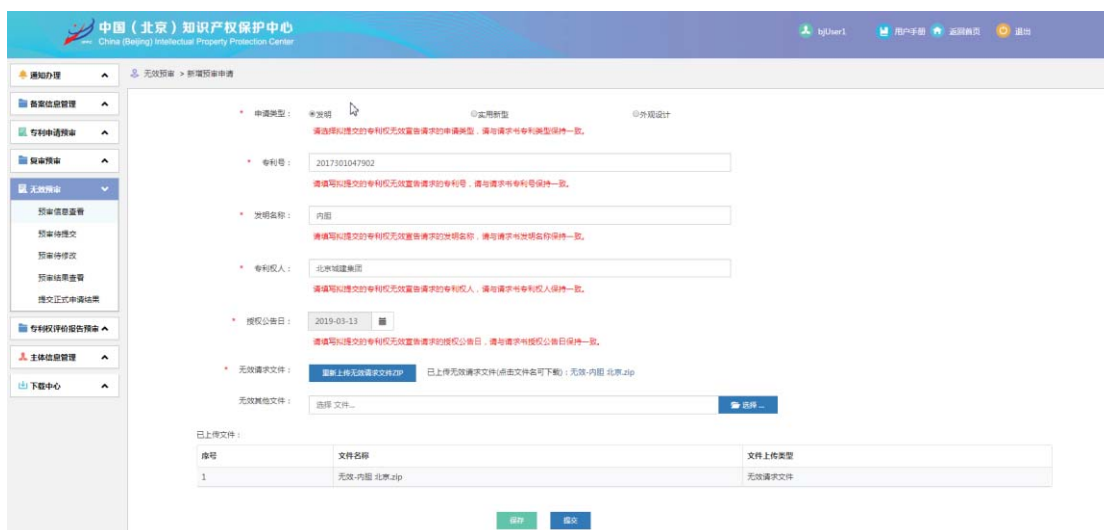 中国（北京）知识产权保护中心
China (Beijing) Intellectual Property Protection Center
bjUser1 用户手册 返回首页 退出
通知办理
无效预审 > 新增预审申请
备案信息管理
专利申请预审
复审预审
无效预审
预审信息查看
预审待提交
预审待修改
预审结果查看
提交正式申请结果
专利权评价报告预审
主体信息管理
下载中心
* 申请类型： 发明 实用新型 外观设计
请选择拟提交的专利权无效宣告请求的申请类型，请与请求书专利类型保持一致。
* 专利号： 2017301047902
请填写拟提交的专利权无效宣告请求的专利号，请与请求书专利号保持一致。
* 发明名称： 内胆
请填写拟提交的专利权无效宣告请求的发明名称，请与请求书发明名称保持一致。
* 专利权人： 北京城建集团
请填写拟提交的专利权无效宣告请求的专利权人，请与请求书专利权人保持一致。
* 授权公告日： 2019-03-13
请填写拟提交的专利权无效宣告请求的授权公告日，请与请求书授权公告日保持一致。
* 无效请求文件： 重新上传无效请求文件ZIP 已上传无效请求文件(点击文件名可下载)：无效-内胆 北京.zip
无效其他文件： 选择 文件... 选择 ...
已上传文件：
序号 文件名称 文件上传类型
1 无效-内胆 北京.zip 无效请求文件
保存 提交